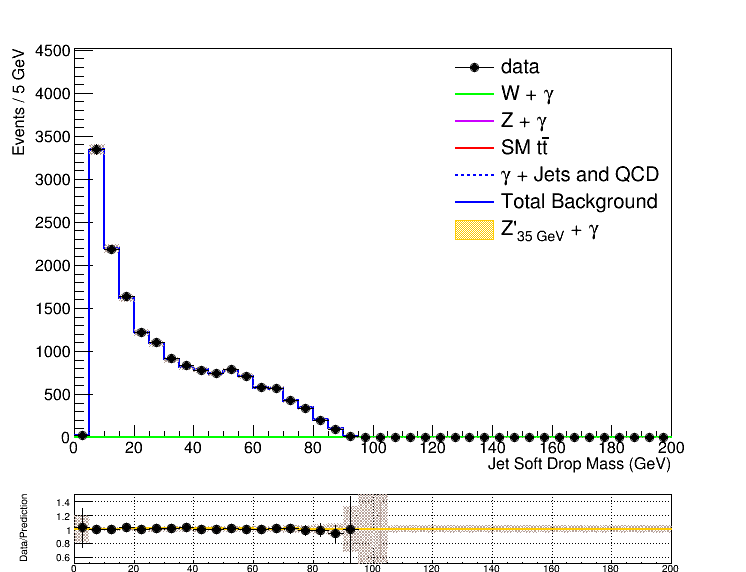 Events / 5 GeV
4500
4000
3500
3000
2500
2000
1500
1000
500
0
data
W + γ
Z + γ
SM tt̄
γ + Jets and QCD
Total Background
Z'35 GeV + γ
0 20 40 60 80 100 120 140 160 180 200
Jet Soft Drop Mass (GeV)
Data/Prediction
1.4
1.2
1
0.8
0.6
0 20 40 60 80 100 120 140 160 180 200